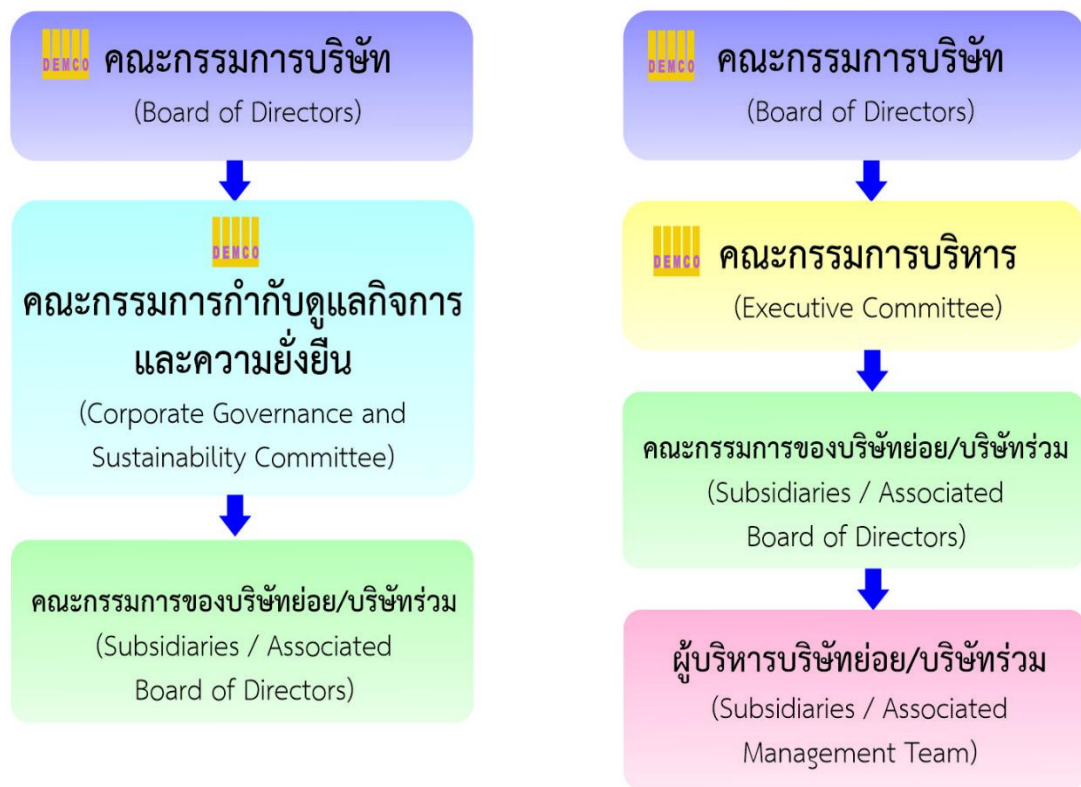 DEMCO คณะกรรมการบริษัท
(Board of Directors)
DEMCO
คณะกรรมการกำกับดูแลกิจการ
และความยั่งยืน
(Corporate Governance and
Sustainability Committee)
คณะกรรมการของบริษัทย่อย/บริษัทร่วม
(Subsidiaries / Associated
Board of Directors)
DEMCO คณะกรรมการบริษัท
(Board of Directors)
DEMCO คณะกรรมการบริหาร
(Executive Committee)
คณะกรรมการของบริษัทย่อย/บริษัทร่วม
(Subsidiaries / Associated
Board of Directors)
ผู้บริหารบริษัทย่อย/บริษัทร่วม
(Subsidiaries / Associated
Management Team)